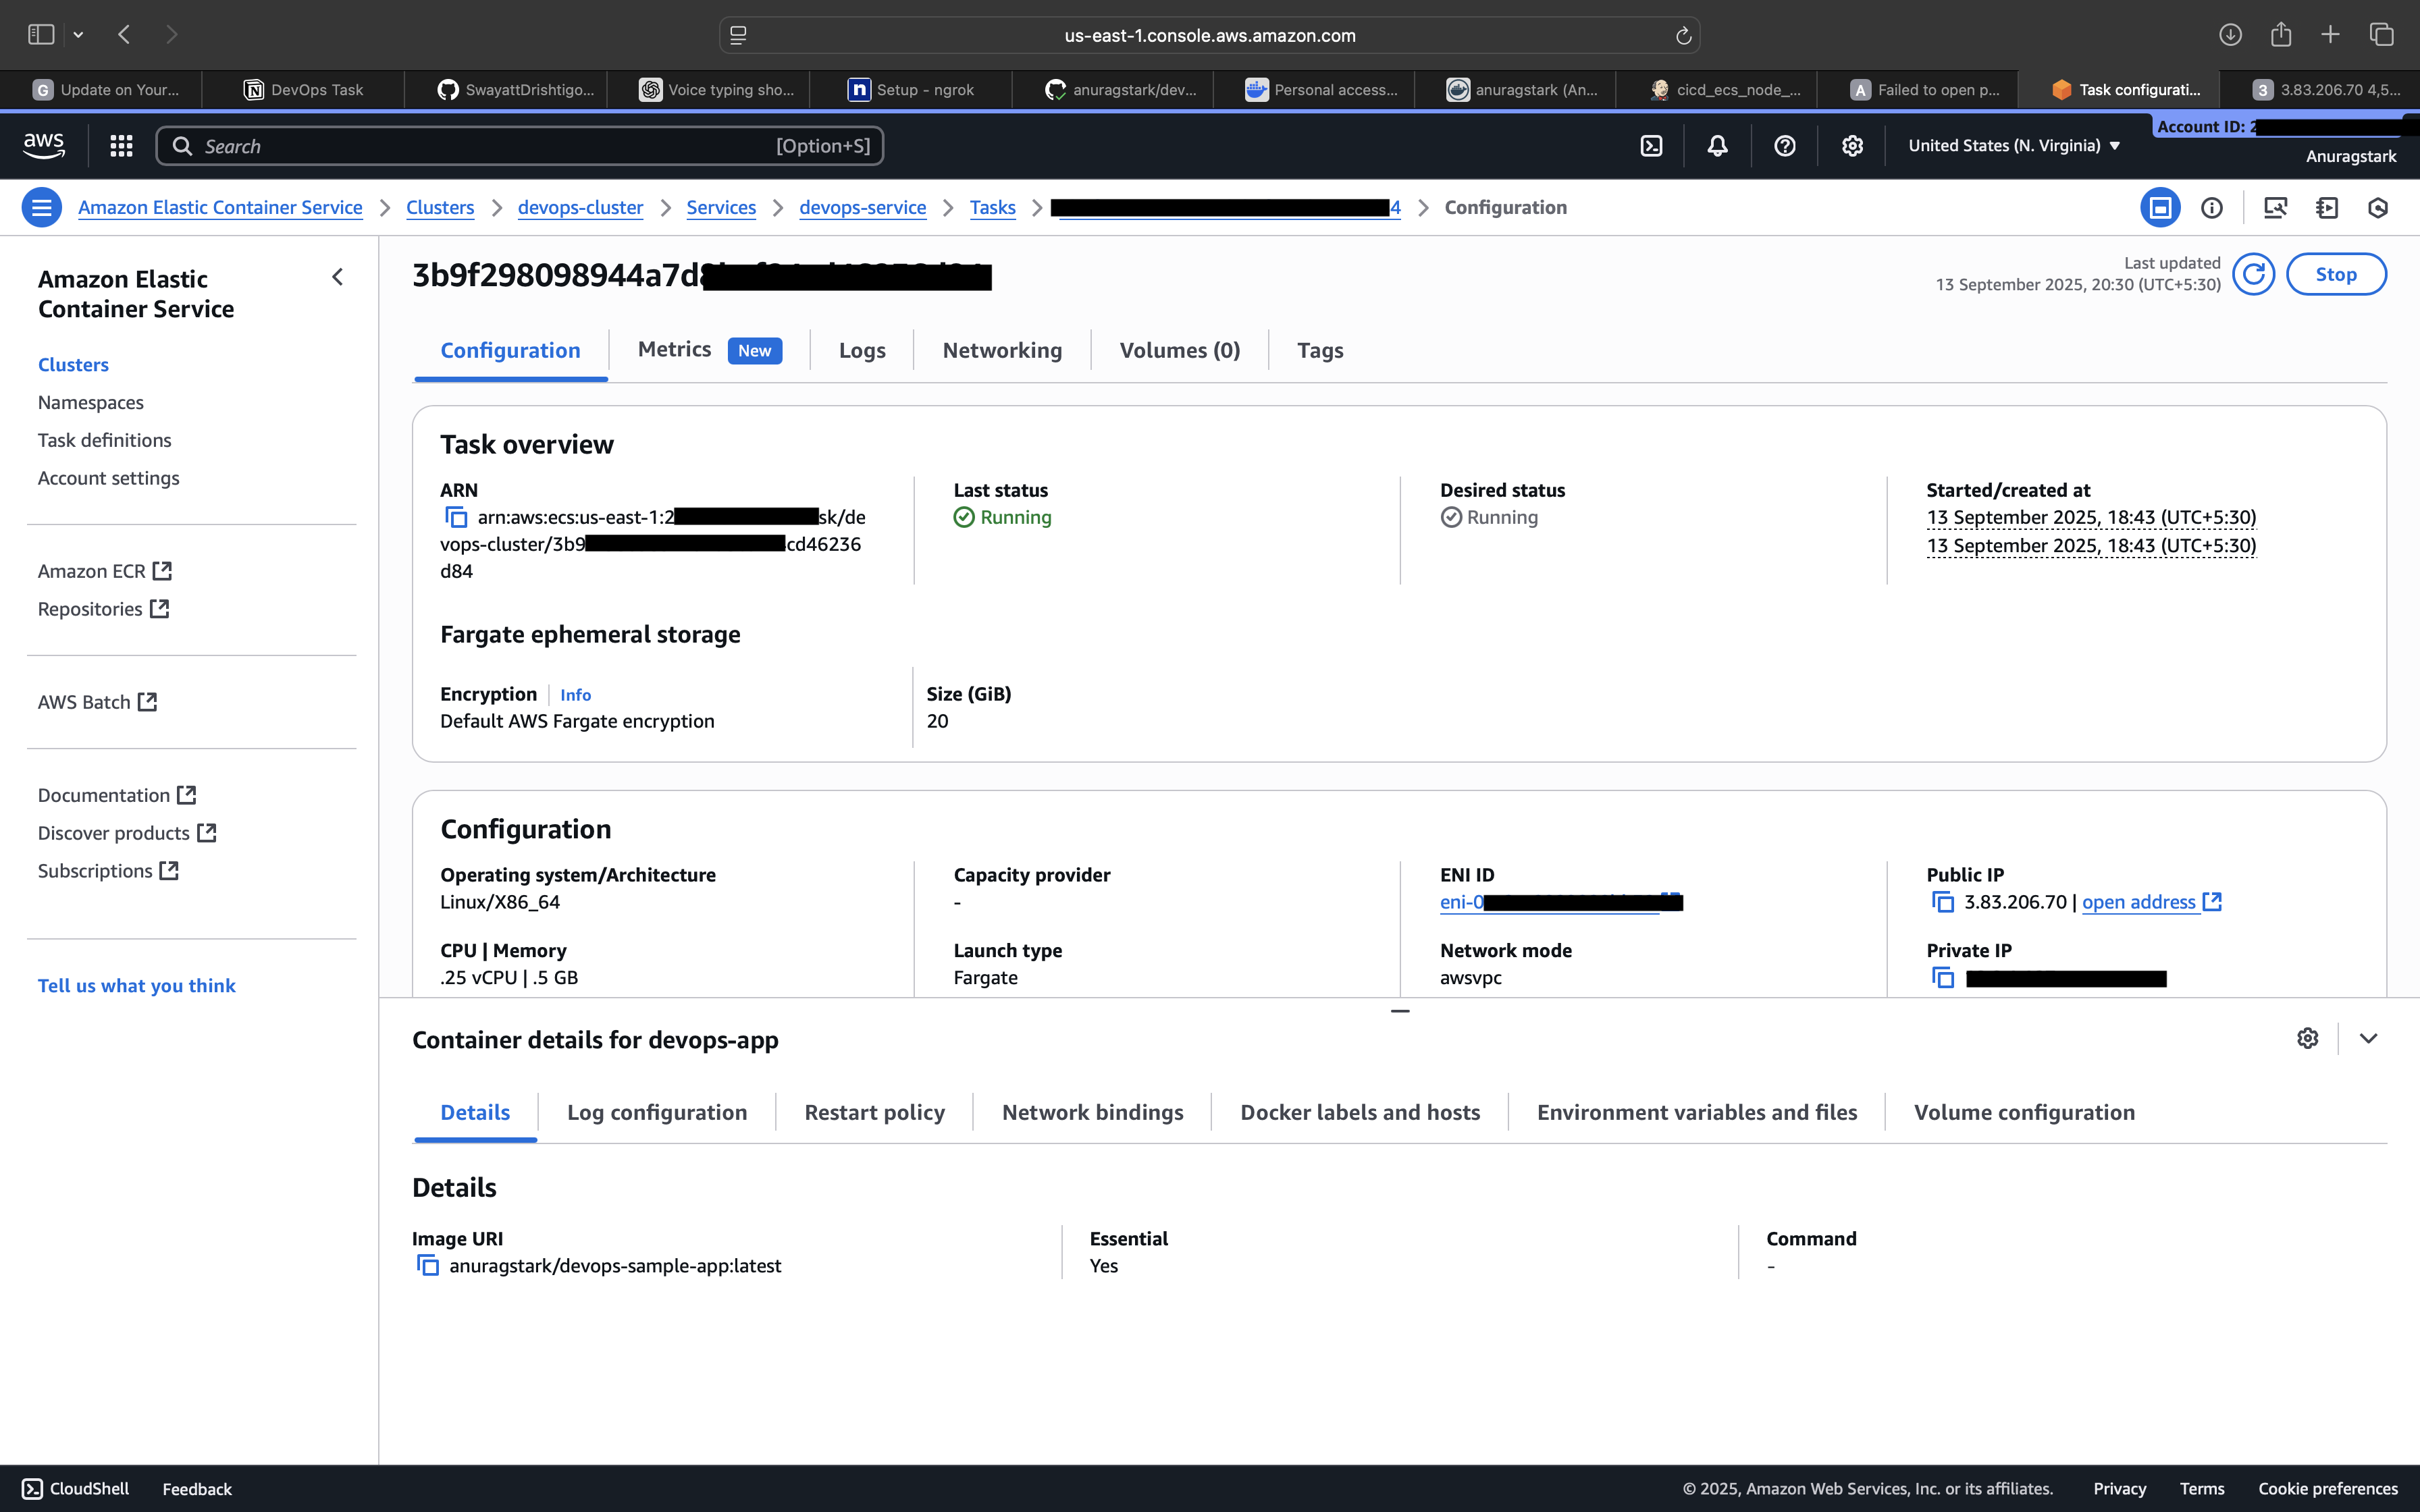 us-east-1.console.aws.amazon.com
Update on Your...
DevOps Task
SwayattDrishtigo...
Voice typing sho...
Setup - ngrok
anuragstark/dev...
Personal access...
anuragstark (An...
cicd_ecs_node_...
Failed to open p...
Task configurati...
3.83.206.70 4,5...
aws
Search
[Option+S]
United States (N. Virginia)
Account ID: 2
Anuragstark
Amazon Elastic Container Service
Clusters
devops-cluster
Services
devops-service
Tasks
4
Configuration
Amazon Elastic
Container Service
Clusters
Namespaces
Task definitions
Account settings
Amazon ECR
Repositories
AWS Batch
Documentation
Discover products
Subscriptions
Tell us what you think
3b9f298098944a7d
Last updated
13 September 2025, 20:30 (UTC+5:30)
Stop
Configuration
Metrics
New
Logs
Networking
Volumes (0)
Tags
Task overview
ARN
arn:aws:ecs:us-east-1:2 sk/de
vops-cluster/3b9 cd46236
d84
Last status
Running
Desired status
Running
Started/created at
13 September 2025, 18:43 (UTC+5:30)
13 September 2025, 18:43 (UTC+5:30)
Fargate ephemeral storage
Encryption
Info
Default AWS Fargate encryption
Size (GiB)
20
Configuration
Operating system/Architecture
Linux/X86_64
Capacity provider
-
ENI ID
eni-0
Public IP
3.83.206.70 | open address
CPU | Memory
.25 vCPU | .5 GB
Launch type
Fargate
Network mode
awsvpc
Private IP
Container details for devops-app
Details
Log configuration
Restart policy
Network bindings
Docker labels and hosts
Environment variables and files
Volume configuration
Details
Image URI
anuragstark/devops-sample-app:latest
Essential
Yes
Command
-
CloudShell
Feedback
© 2025, Amazon Web Services, Inc. or its affiliates.
Privacy
Terms
Cookie preferences